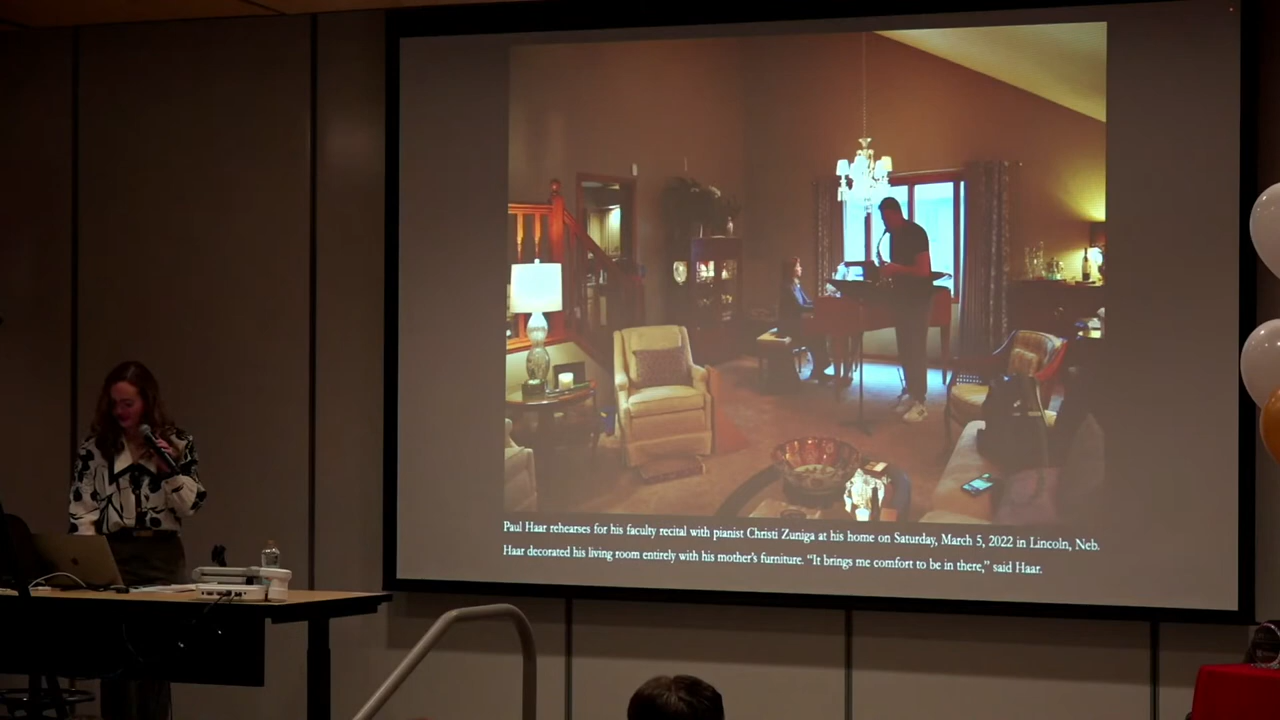 Paul Haar rehearses for his faculty recital with pianist Christi Zuniga at his home on Saturday, March 5, 2022 in Lincoln, Neb.
Haar decorated his living room entirely with his mother's furniture. “It brings me comfort to be in there,” said Haar.